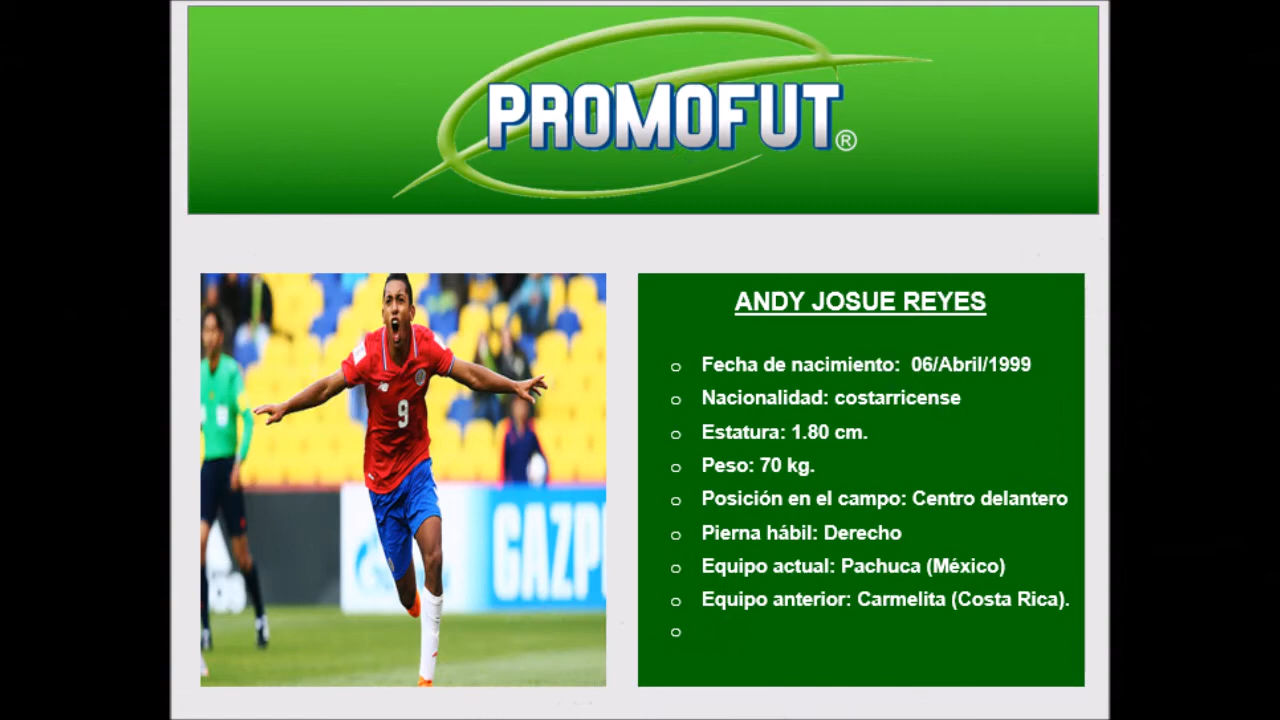 PROMOFUT®
ANDY JOSUE REYES
Fecha de nacimiento: 06/Abril/1999
Nacionalidad: costarricense
Estatura: 1.80 cm.
Peso: 70 kg.
Posición en el campo: Centro delantero
Pierna hábil: Derecho
Equipo actual: Pachuca (México)
Equipo anterior: Carmelita (Costa Rica).
9
GAZP